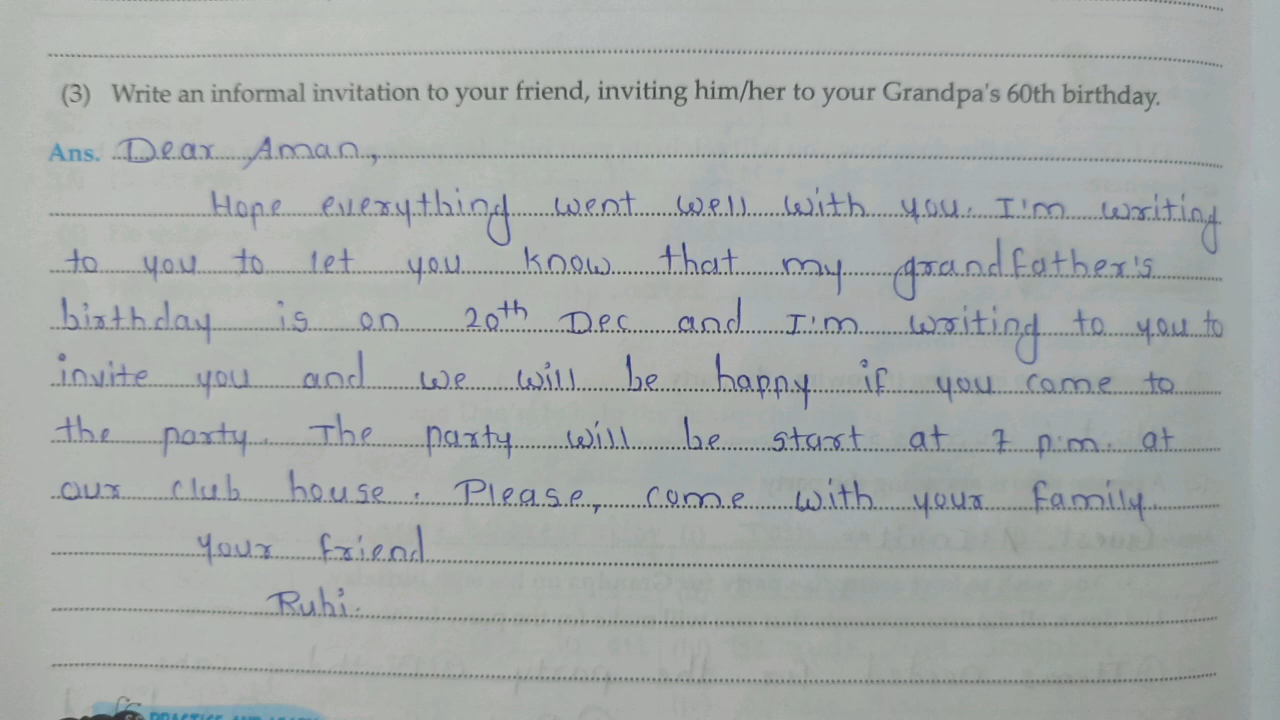 (3) Write an informal invitation to your friend, inviting him/her to your Grandpa's 60th birthday.
Ans. Dear Aman,
Hope everything went well with you. I'm writing
to you to let you know that my grandfather's
birthday is on 20th Dec and I'm writing to you to
invite you and we will be happy if you come to
the party. The party will be start at 7 p.m. at
our club house. Please, come with your family.
your friend
Ruhi.